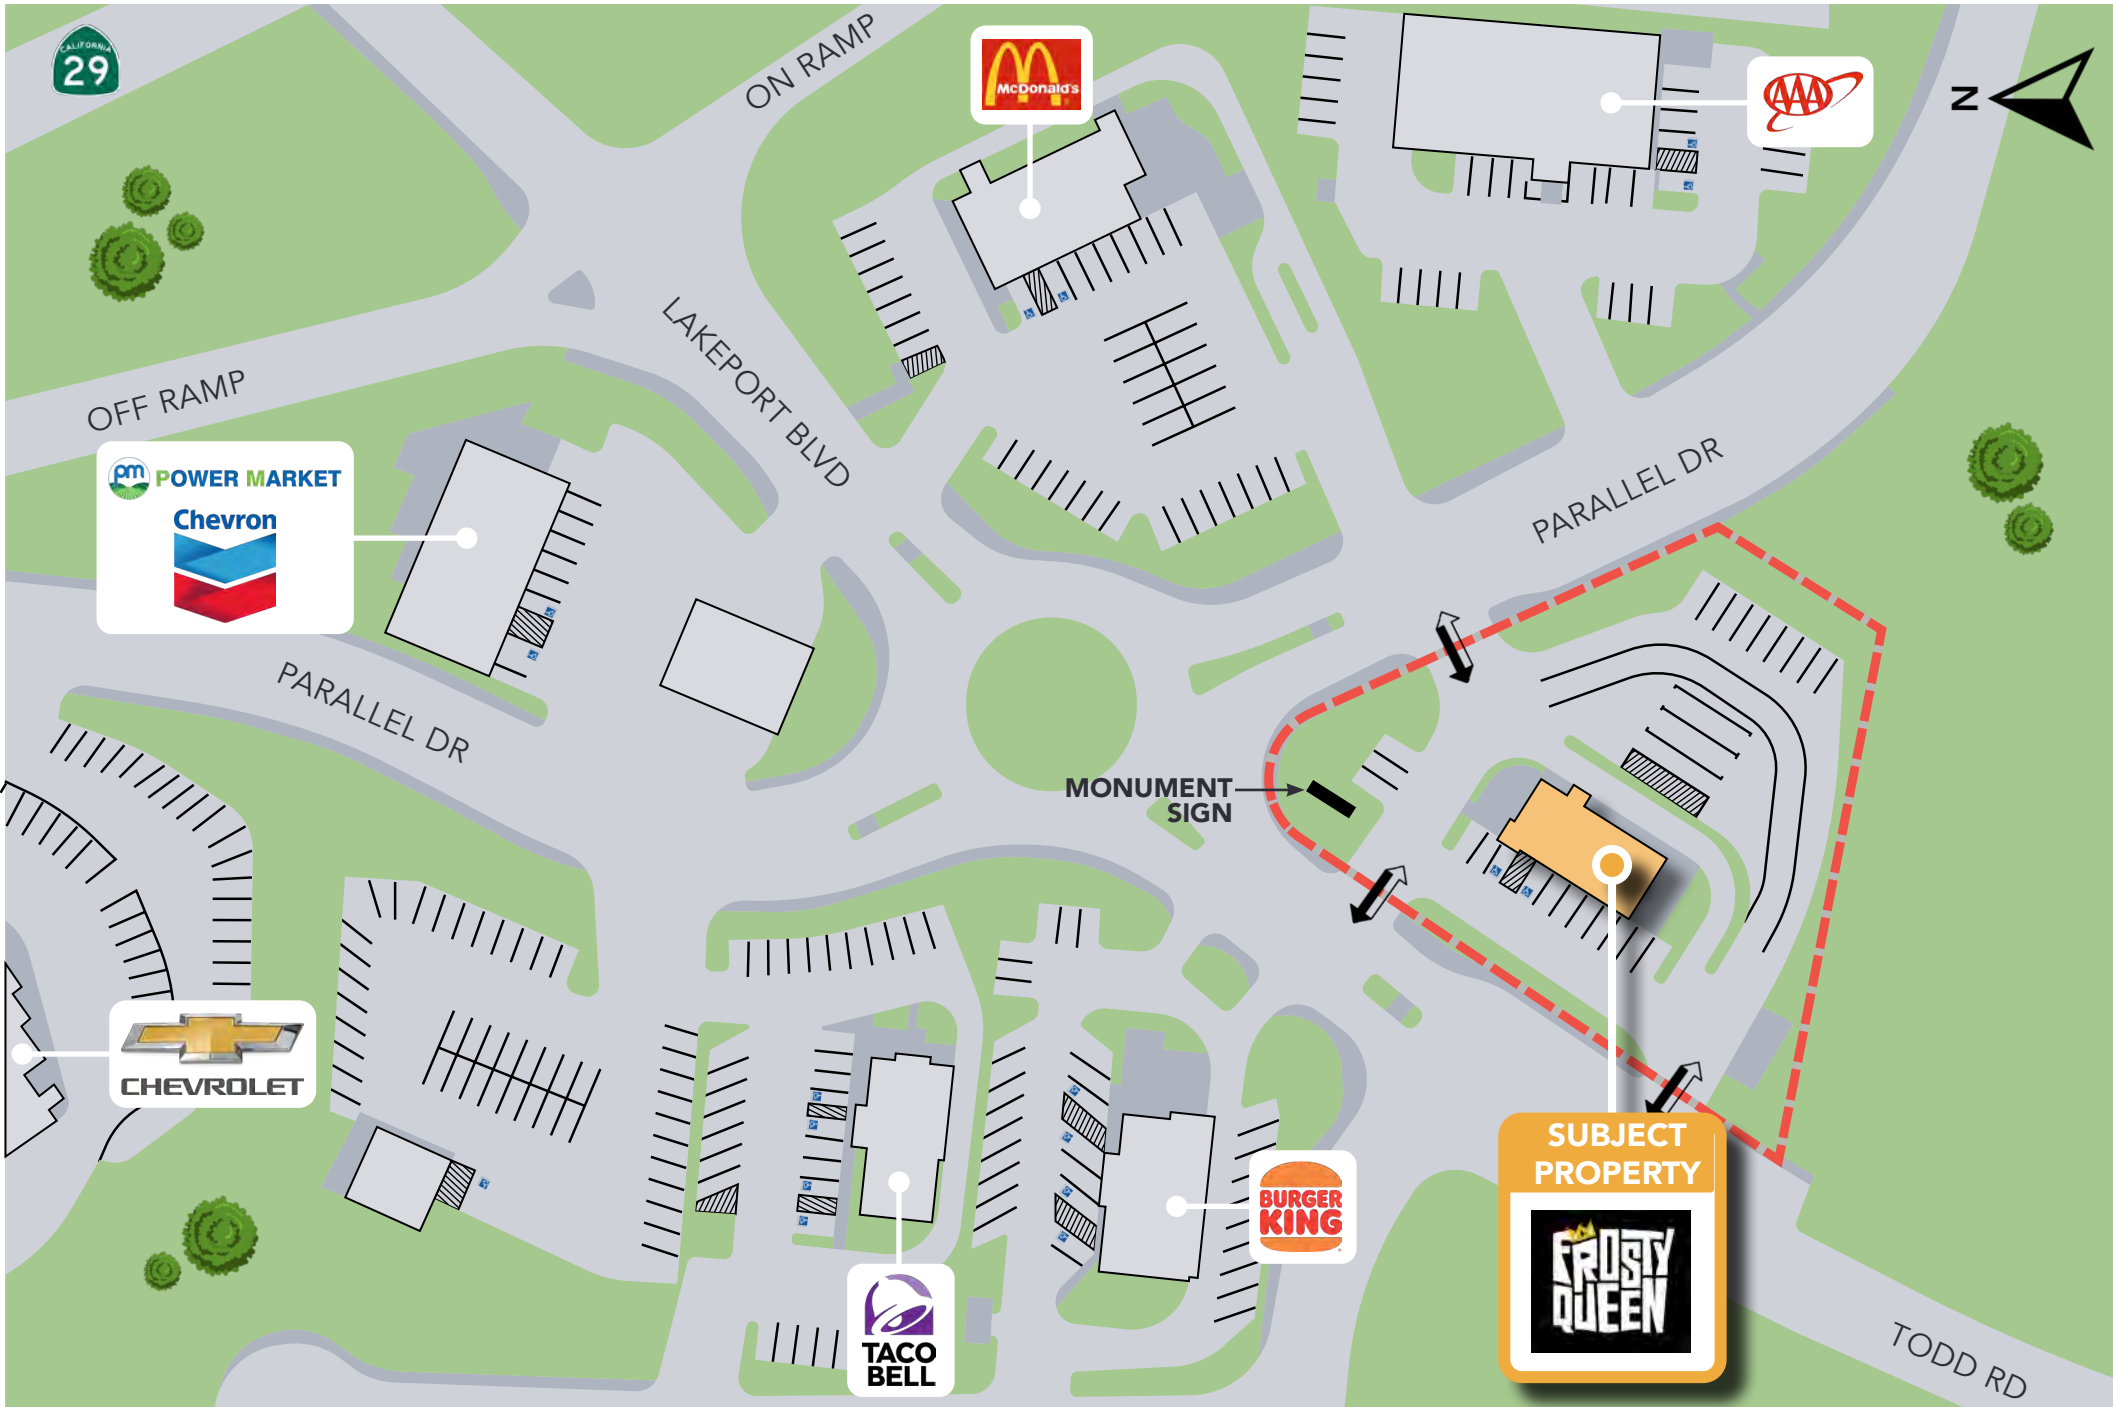 CALIFORNIA
29
ON RAMP
McDonald's
AAA
N
OFF RAMP
LAKEPORT BLVD
PARALLEL DR
pm POWER MARKET
Chevron
PARALLEL DR
MONUMENT
SIGN
CHEVROLET
TACO
BELL
BURGER
KING
SUBJECT
PROPERTY
FROSTY
QUEEN
TODD RD